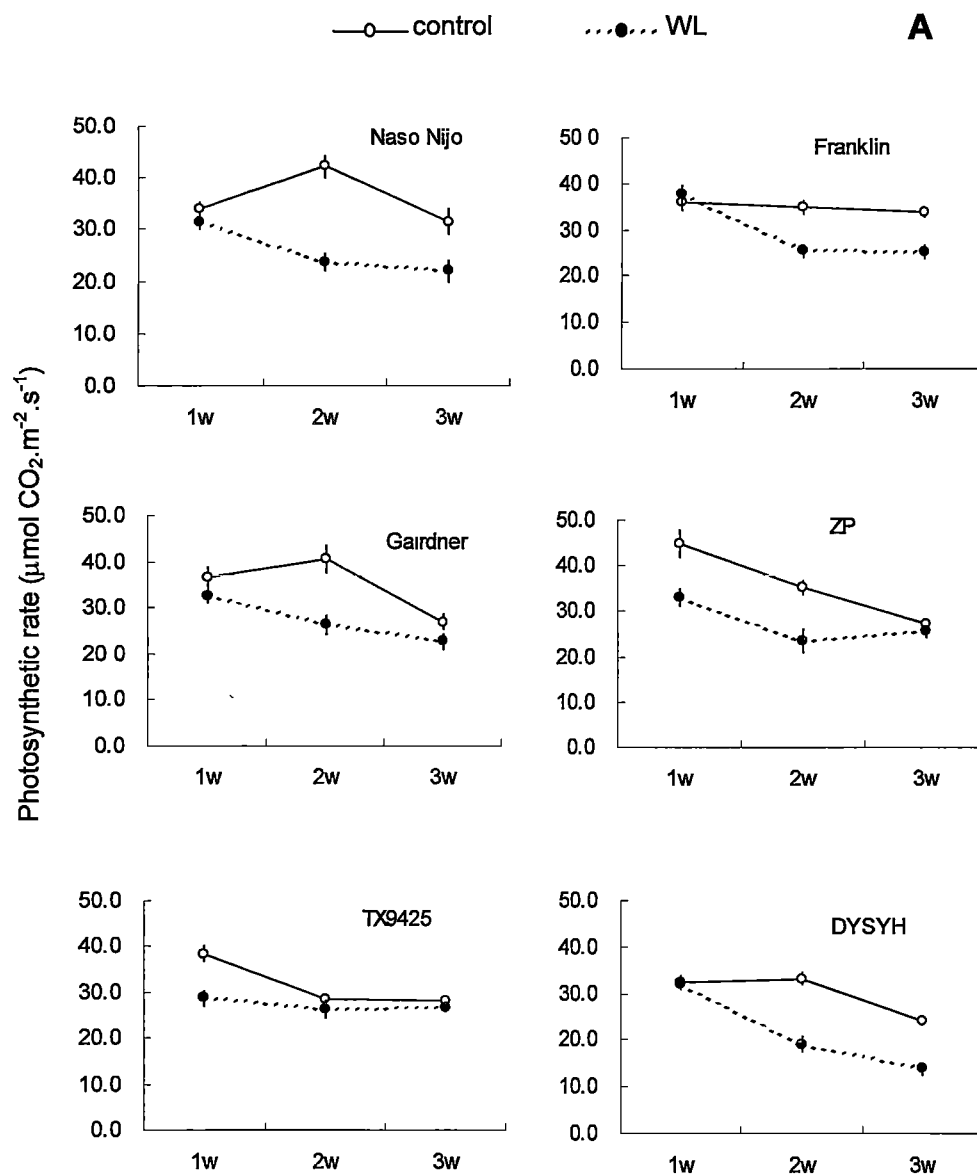 control
WL
A
Photosynthetic rate (µmol CO₂.m⁻².s⁻¹)
Naso Nijo
50.0
40.0
30.0
20.0
10.0
0.0
1w 2w 3w
Franklin
50 0
40 0
30.0
20.0
10.0
0.0
1w 2w 3w
Gairdner
50.0
40.0
30.0
20 0
10.0
0.0
1w 2w 3w
ZP
50.0
40.0
30.0
20.0
10.0
0.0
1w 2w 3w
TX9425
50.0
40.0
30.0
20.0
10.0
0.0
1w 2w 3w
DYSYH
50.0
40.0
30.0
20.0
10.0
0.0
1w 2w 3w